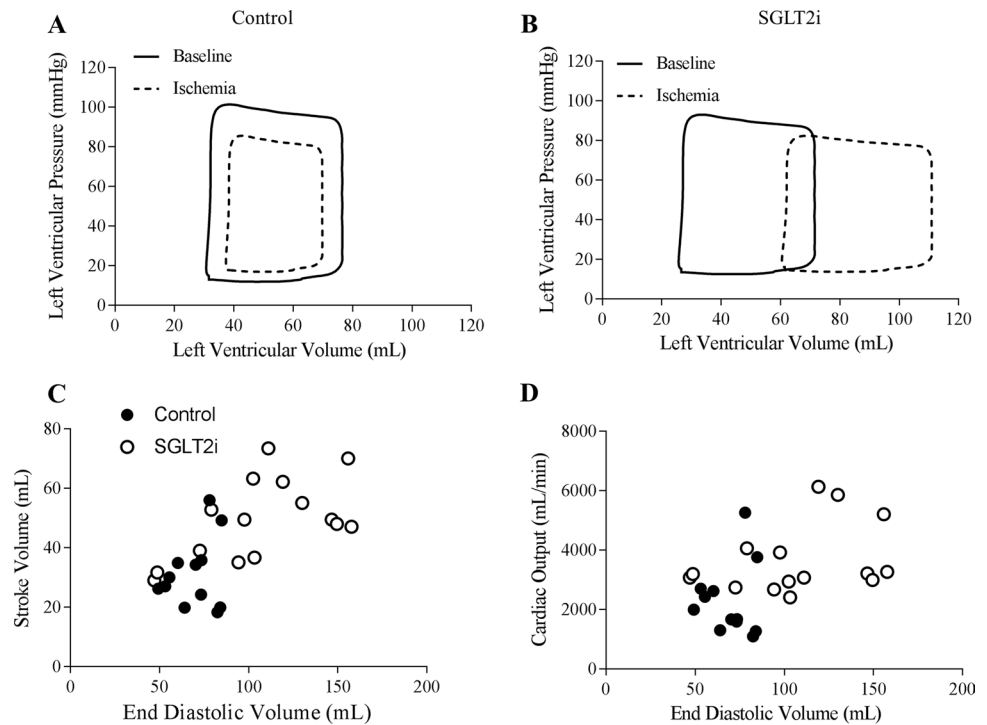 A
Control
Baseline
Ischemia
Left Ventricular Pressure (mmHg)
120
100
80
60
40
20
0
0 20 40 60 80 100 120
Left Ventricular Volume (mL)
B
SGLT2i
Baseline
Ischemia
Left Ventricular Pressure (mmHg)
120
100
80
60
40
20
0
0 20 40 60 80 100 120
Left Ventricular Volume (mL)
C
Control
SGLT2i
Stroke Volume (mL)
80
60
40
20
0
0 50 100 150 200
End Diastolic Volume (mL)
D
Cardiac Output (mL/min)
8000
6000
4000
2000
0
0 50 100 150 200
End Diastolic Volume (mL)